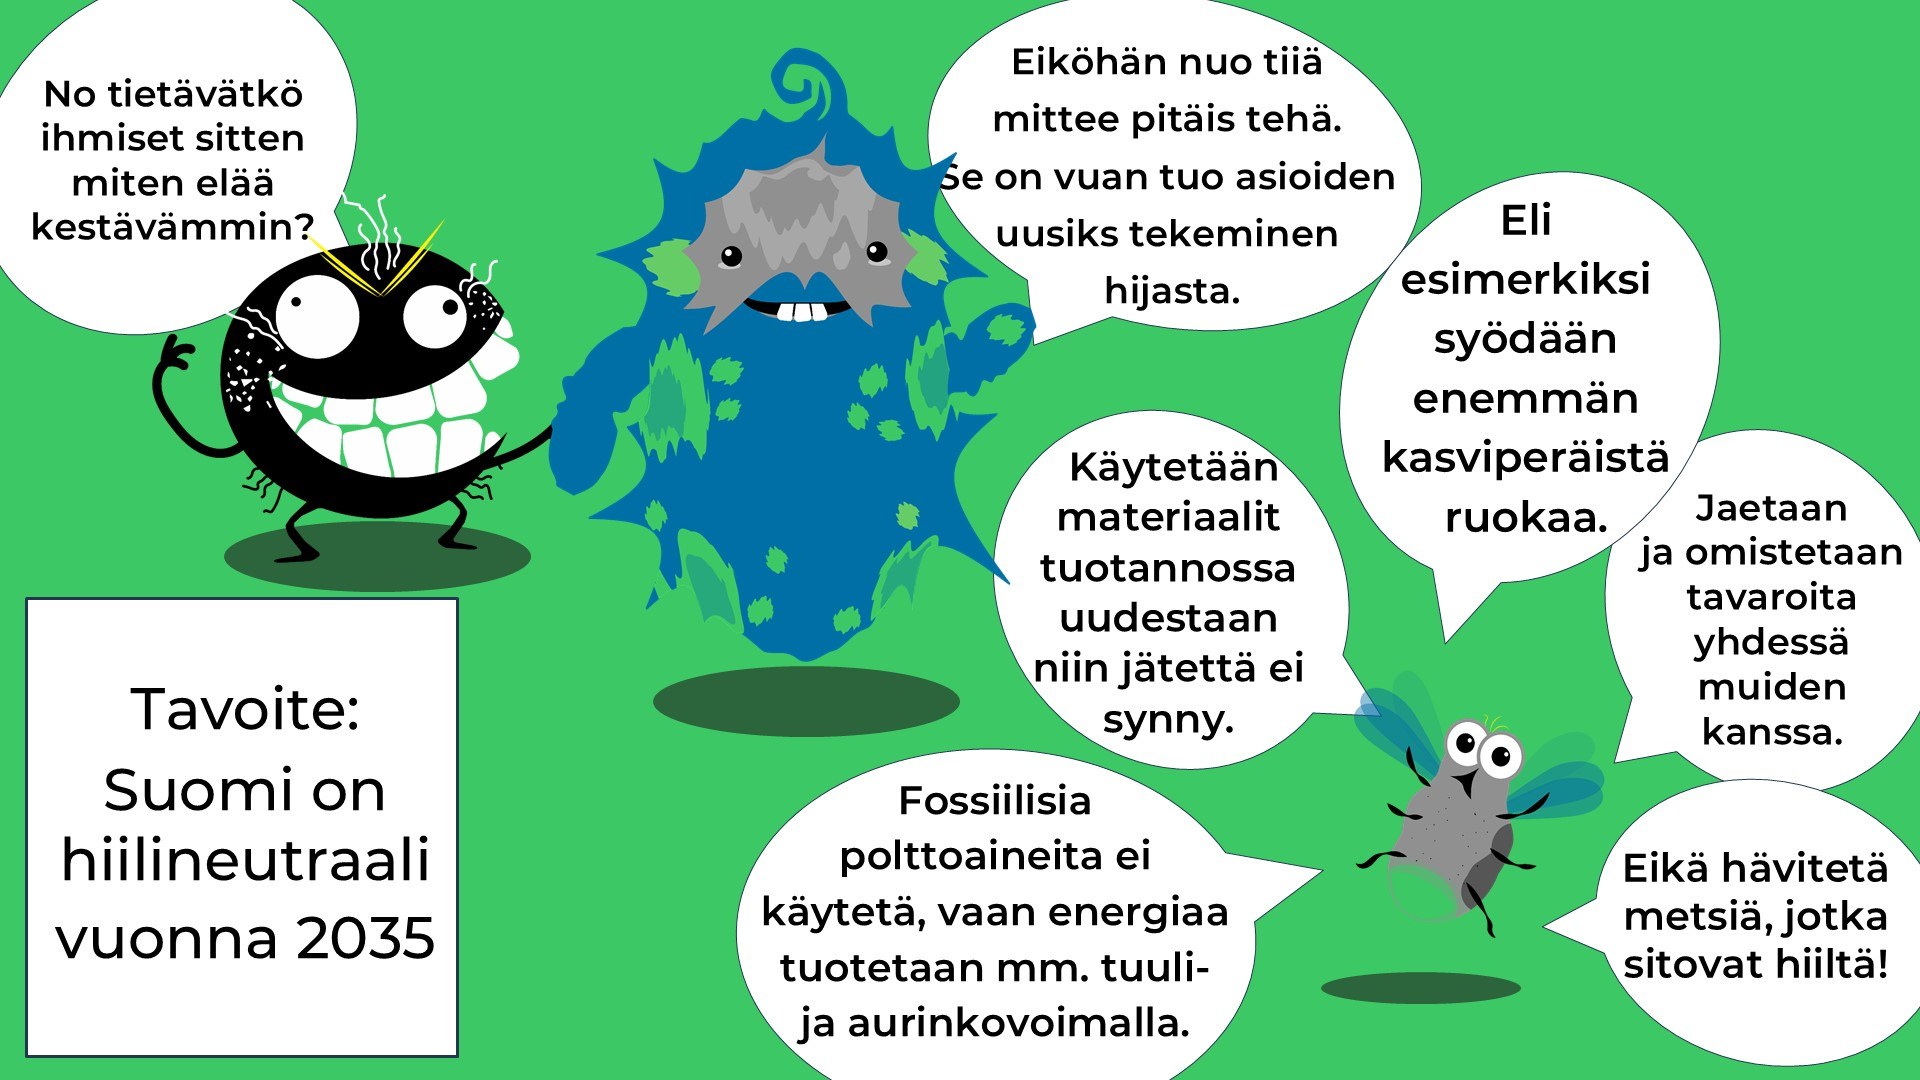 No tietävätkö
ihmiset sitten
miten elää
kestävämmin?
Eiköhän nuo tiiä
mittee pitäis tehä.
Se on vuan tuo asioiden
uusiks tekeminen
hijasta.
Eli
esimerkiksi
syödään
enemmän
kasviperäistä
ruokaa.
Käytetään
materiaalit
tuotannossa
uudestaan
niin jätettä ei
synny.
Jaetaan
ja omistetaan
tavaroita
yhdessä
muiden
kanssa.
Fossiilisia
polttoaineita ei
käytetä, vaan energiaa
tuotetaan mm. tuuli-
ja aurinkovoimalla.
Eikä hävitetä
metsiä, jotka
sitovat hiiltä!
Tavoite:
Suomi on
hiilineutraali
vuonna 2035